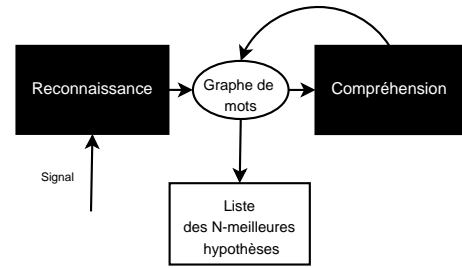 Reconnaissance
Graphe de
mots
Compréhension
Signal
Liste
des N-meilleures
hypothèses